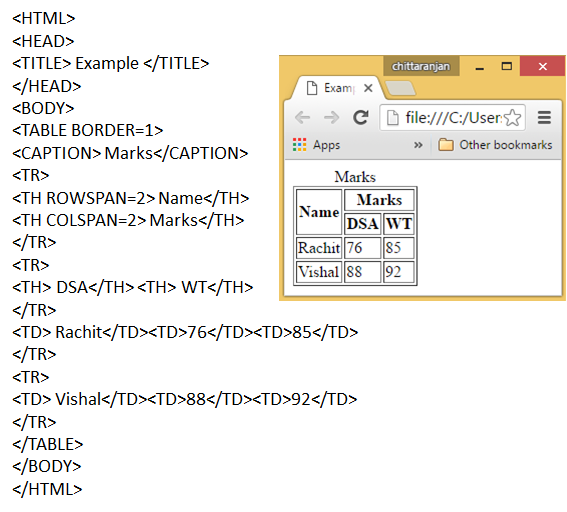 <HTML>
<HEAD>
<TITLE> Example </TITLE>
</HEAD>
<BODY>
<TABLE BORDER=1>
<CAPTION> Marks</CAPTION>
<TR>
<TH ROWSPAN=2> Name</TH>
<TH COLSPAN=2> Marks</TH>
</TR>
<TR>
<TH> DSA</TH> <TH> WT</TH>
</TR>
<TD> Rachit</TD><TD>76</TD><TD>85</TD>
</TR>
<TR>
<TD> Vishal</TD><TD>88</TD><TD>92</TD>
</TR>
</TABLE>
</BODY>
</HTML>
chittaranjan
Examp
file:///C:/User
Apps » Other bookmarks
Marks
Name Marks
DSA WT
Rachit 76 85
Vishal 88 92